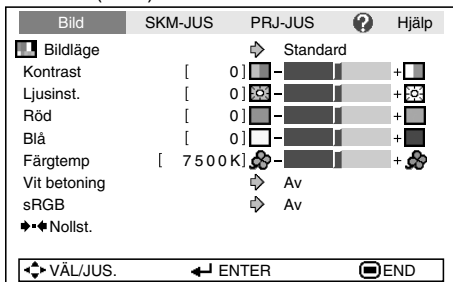 Bild SKM-JUS PRJ-JUS ? Hjälp
Bildläge Standard
Kontrast [ 0] - +
Ljusinst. [ 0] - +
Röd [ 0] - +
Blå [ 0] - +
Färgtemp [ 7500K] - +
Vit betoning Av
sRGB Av
Nollst.
VÄL/JUS. ENTER END